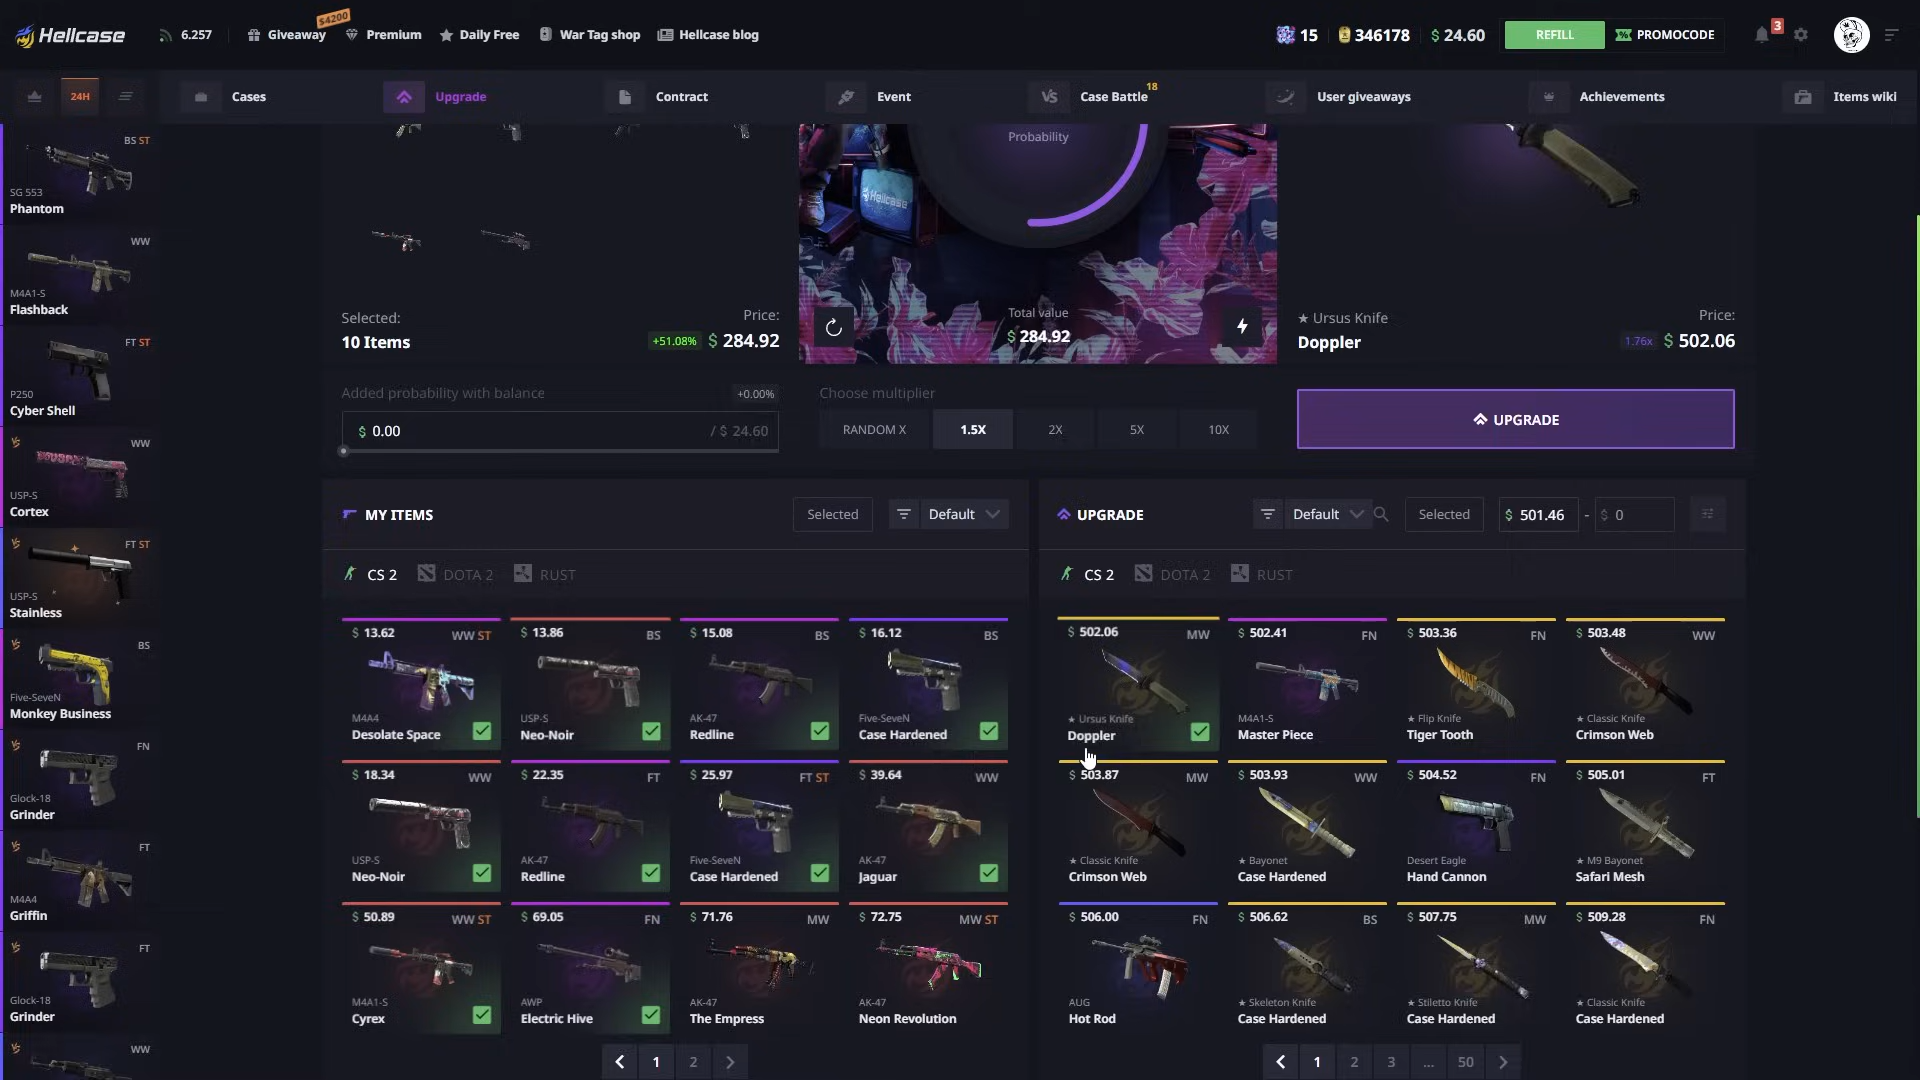 Hellcase
6.257
Giveaway
$4200
Premium
Daily Free
War Tag shop
Hellcase blog
15
346178
$ 24.60
REFILL
PROMOCODE
3
24H
Cases
Upgrade
Contract
Event
VS
Case Battle
18
User giveaways
Achievements
Items wiki
BS ST
SG 553
Phantom
WW
M4A1-S
Flashback
FT ST
P250
Cyber Shell
WW
USP-S
Cortex
FT ST
USP-S
Stainless
BS
Five-SeveN
Monkey Business
FN
Glock-18
Grinder
FT
M4A4
Griffin
FT
Glock-18
Grinder
WW
Selected:
10 Items
Price:
+51.08% $ 284.92
Probability
Hellcase
Total value
$ 284.92
★ Ursus Knife
Doppler
Price:
1.76x $ 502.06
Added probability with balance
+0.00%
$ 0.00
/ $ 24.60
Choose multiplier
RANDOM X
1.5X
2X
5X
10X
UPGRADE
MY ITEMS
Selected
Default
CS 2
DOTA 2
RUST
$ 13.62
WW ST
M4A4
Desolate Space
$ 13.86
BS
USP-S
Neo-Noir
$ 15.08
BS
AK-47
Redline
$ 16.12
BS
Five-SeveN
Case Hardened
$ 18.34
WW
USP-S
Neo-Noir
$ 22.35
FT
AK-47
Redline
$ 25.97
FT ST
Five-SeveN
Case Hardened
$ 39.64
WW
AK-47
Jaguar
$ 50.89
WW ST
M4A1-S
Cyrex
$ 69.05
FN
AWP
Electric Hive
$ 71.76
MW
AK-47
The Empress
$ 72.75
MW ST
AK-47
Neon Revolution
1
2
UPGRADE
Default
Selected
$ 501.46
-
$ 0
CS 2
DOTA 2
RUST
$ 502.06
MW
★ Ursus Knife
Doppler
$ 502.41
FN
M4A1-S
Master Piece
$ 503.36
FN
★ Flip Knife
Tiger Tooth
$ 503.48
WW
★ Classic Knife
Crimson Web
$ 503.87
MW
★ Classic Knife
Crimson Web
$ 503.93
WW
★ Bayonet
Case Hardened
$ 504.52
FN
Desert Eagle
Hand Cannon
$ 505.01
FT
★ M9 Bayonet
Safari Mesh
$ 506.00
FN
AUG
Hot Rod
$ 506.62
BS
★ Skeleton Knife
Case Hardened
$ 507.75
MW
★ Stiletto Knife
Case Hardened
$ 509.28
FN
★ Classic Knife
Case Hardened
1
2
3
...
50